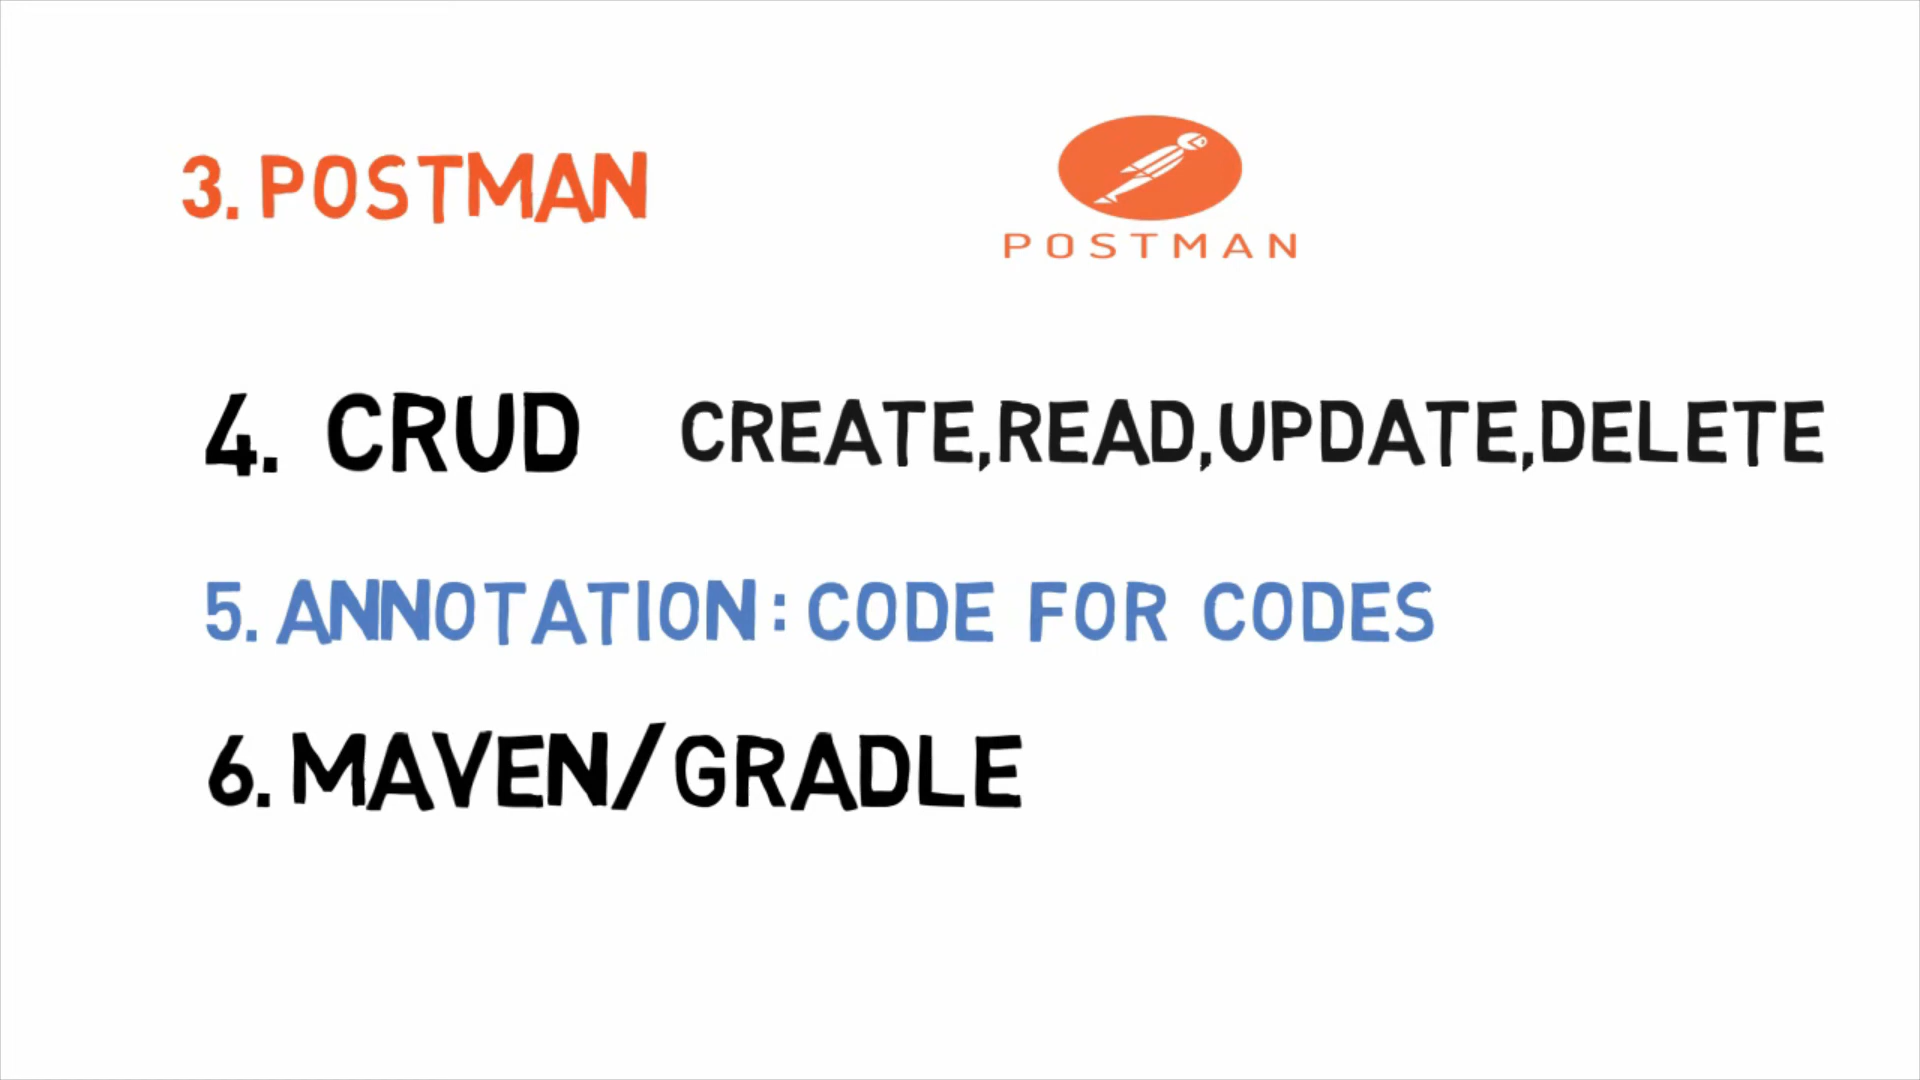 3. POSTMAN
POSTMAN
4. CRUD CREATE,READ,UPDATE,DELETE
5. ANNOTATION: CODE FOR CODES
6. MAVEN/GRADLE